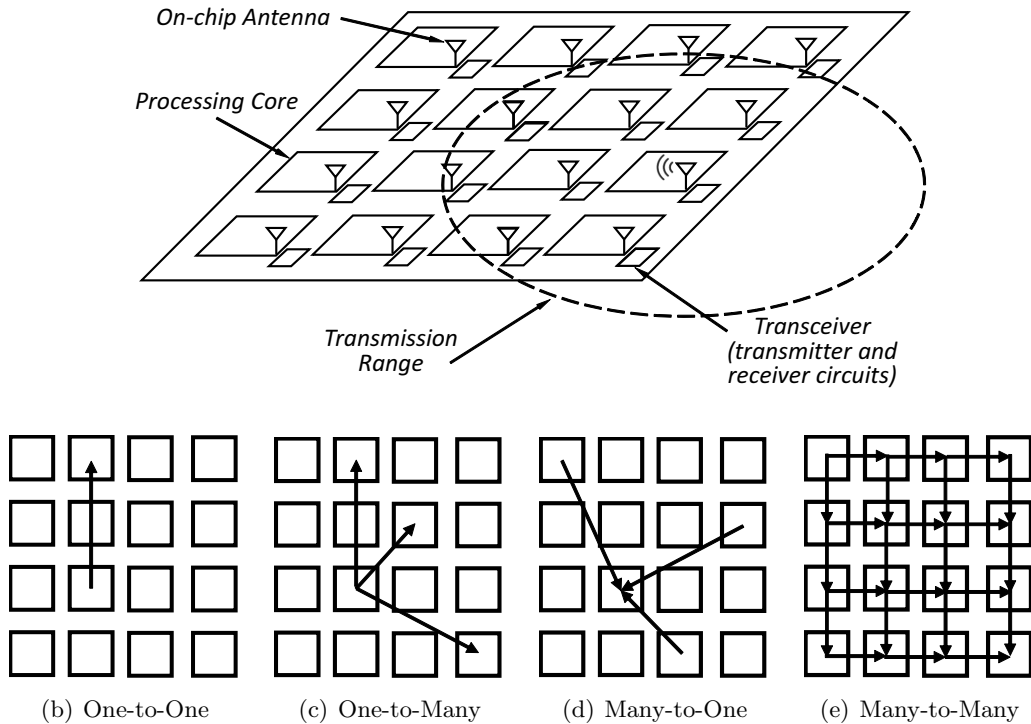 On-chip Antenna
Processing Core
Transmission
Range
Transceiver
(transmitter and
receiver circuits)
(b) One-to-One
(c) One-to-Many
(d) Many-to-One
(e) Many-to-Many